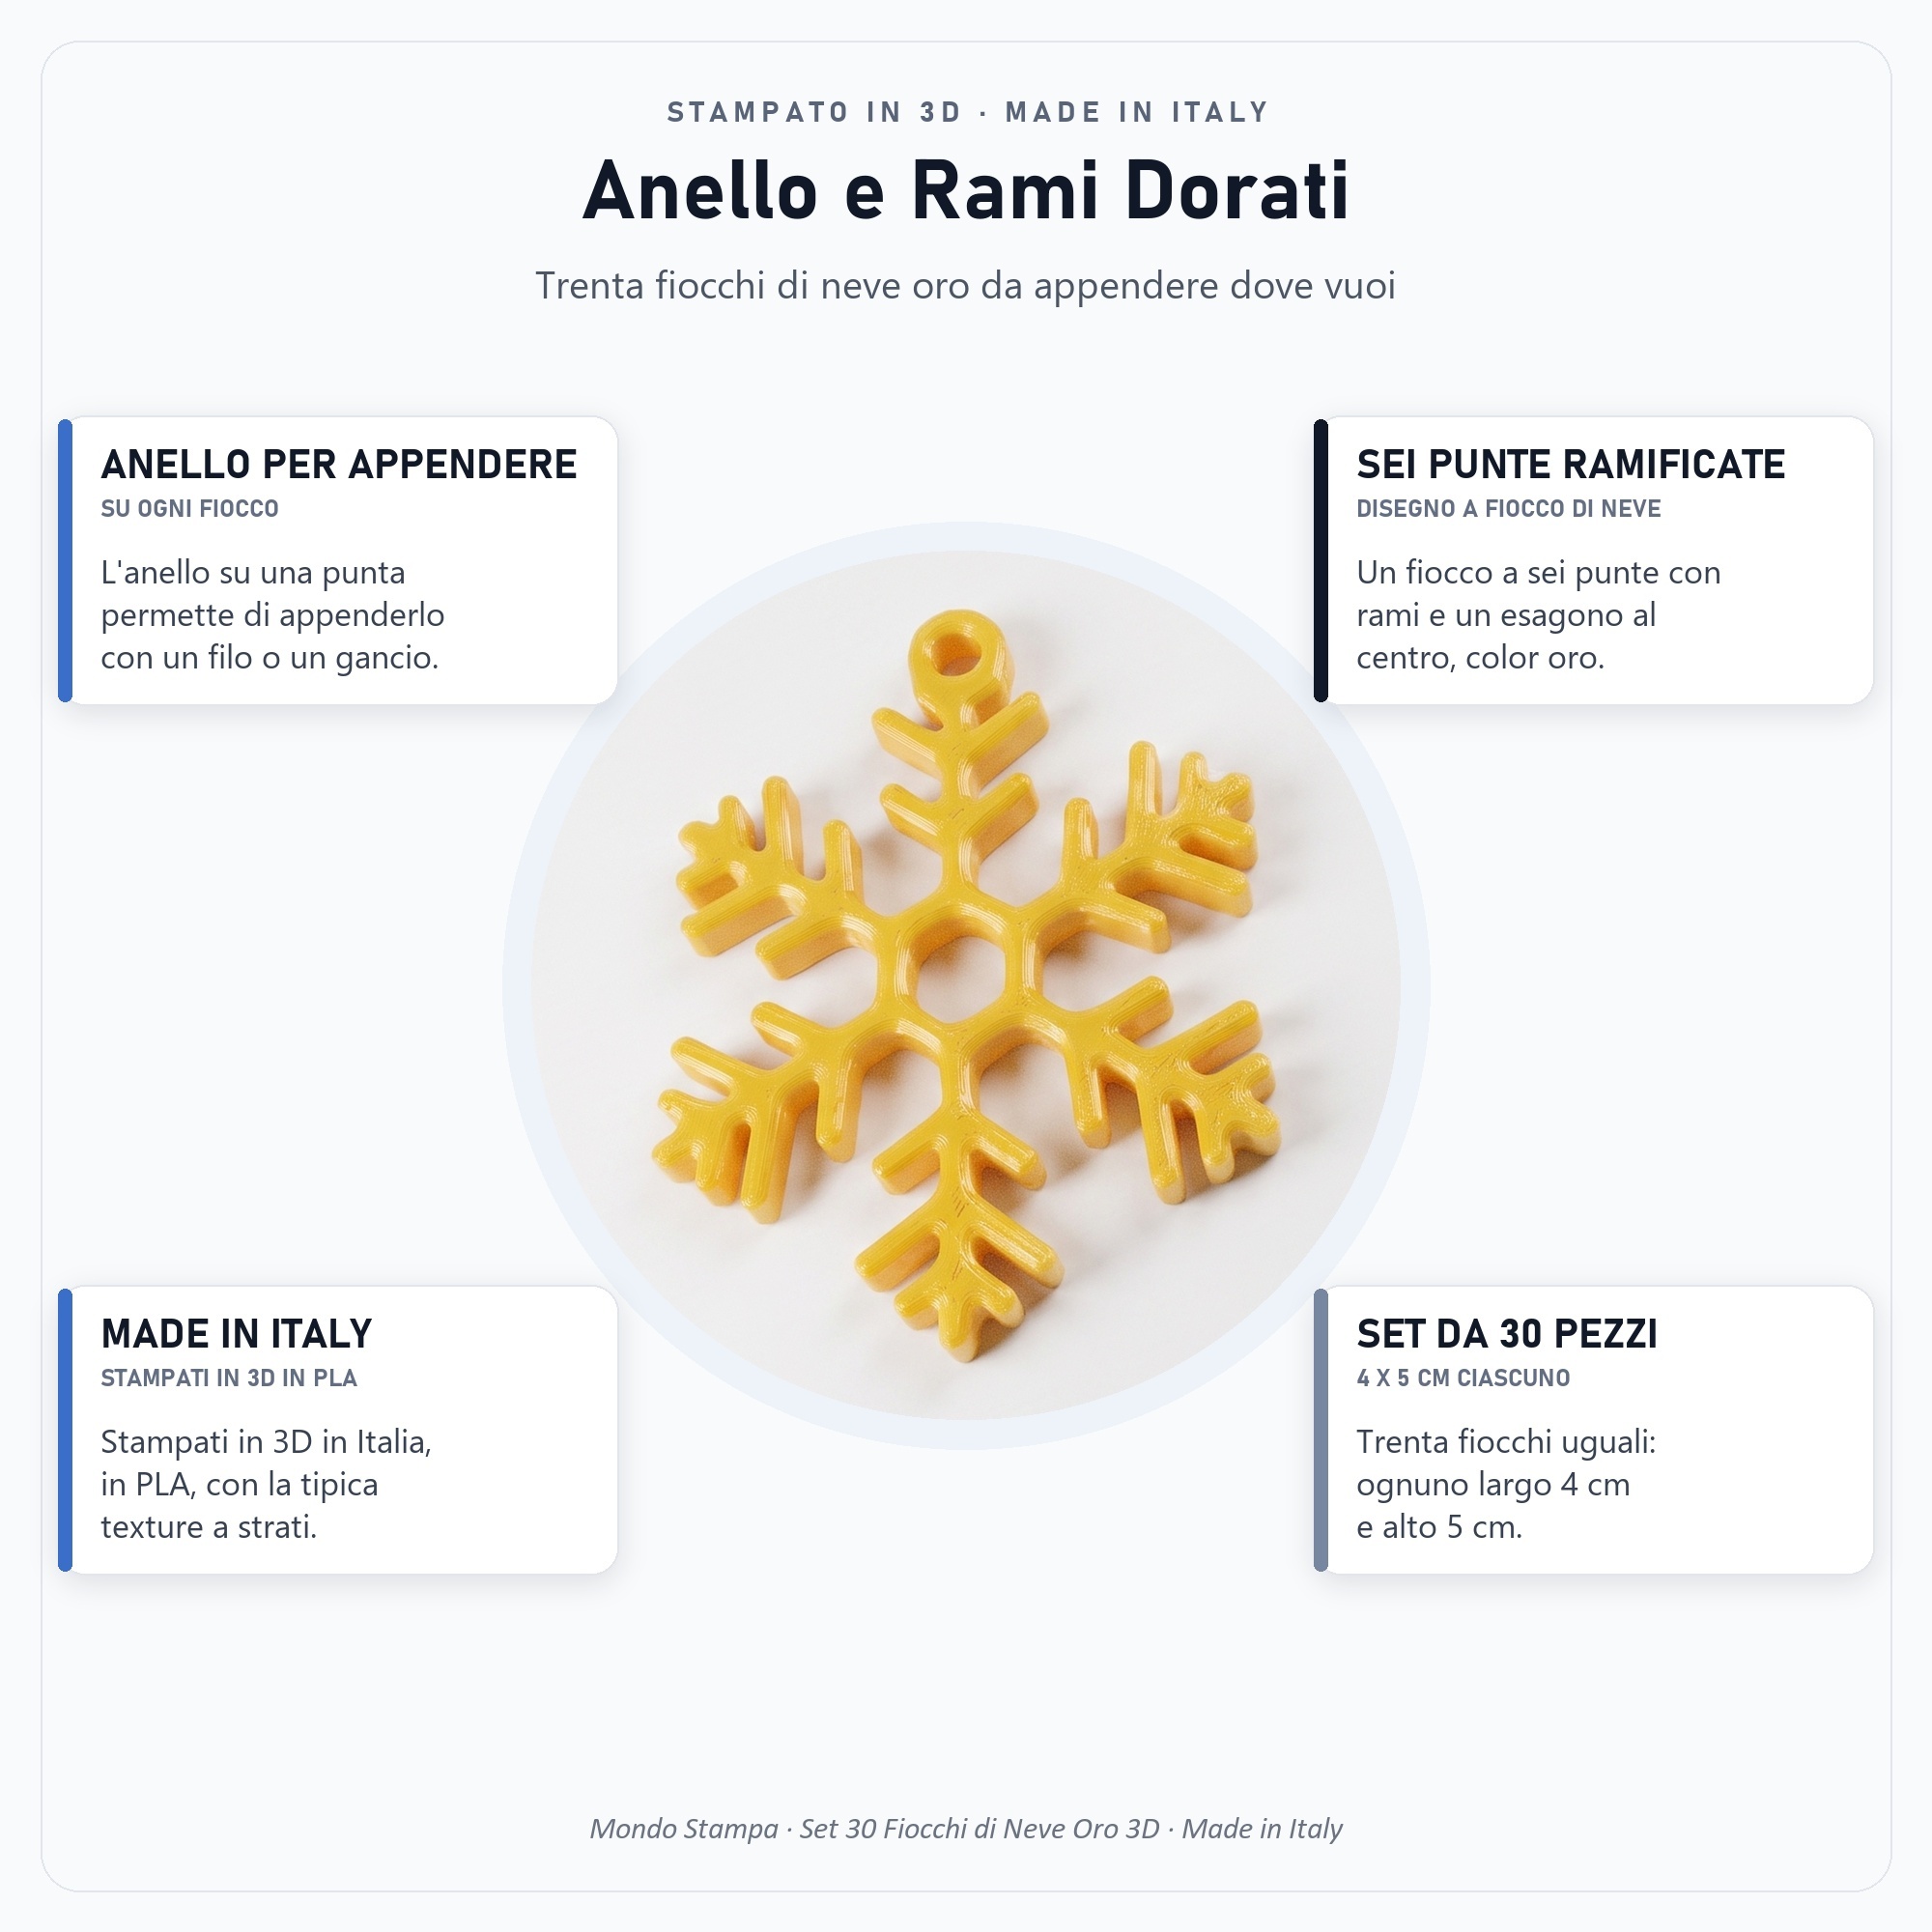 STAMPATO IN 3D · MADE IN ITALY
Anello e Rami Dorati
Trenta fiocchi di neve oro da appendere dove vuoi
ANELLO PER APPENDERE
SU OGNI FIOCCO
L'anello su una punta
permette di appenderlo
con un filo o un gancio.
SEI PUNTE RAMIFICATE
DISEGNO A FIOCCO DI NEVE
Un fiocco a sei punte con
rami e un esagono al
centro, color oro.
MADE IN ITALY
STAMPATI IN 3D IN PLA
Stampati in 3D in Italia,
in PLA, con la tipica
texture a strati.
SET DA 30 PEZZI
4 X 5 CM CIASCUNO
Trenta fiocchi uguali:
ognuno largo 4 cm
e alto 5 cm.
Mondo Stampa · Set 30 Fiocchi di Neve Oro 3D · Made in Italy